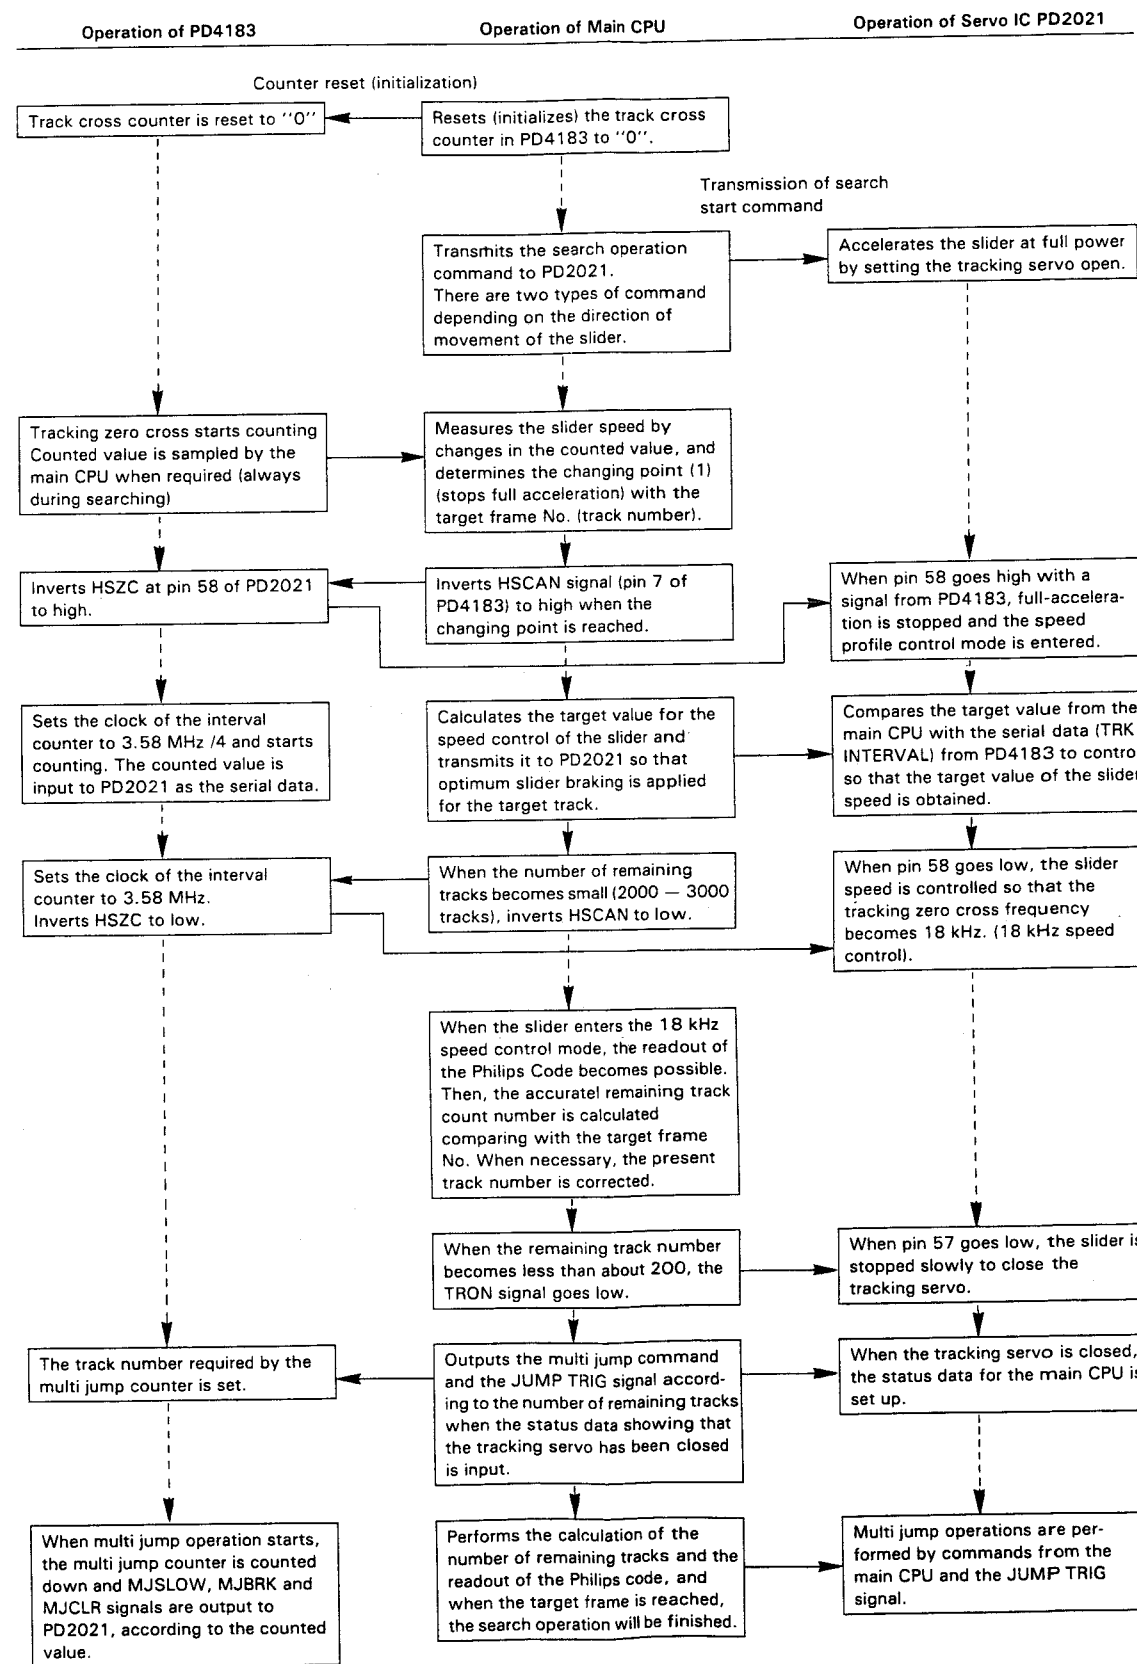 Operation of PD4183
Operation of Main CPU
Operation of Servo IC PD2021
Counter reset (initialization)
Track cross counter is reset to "0"
Resets (initializes) the track cross
counter in PD4183 to "0".
Transmission of search
start command
Transmits the search operation
command to PD2021.
There are two types of command
depending on the direction of
movement of the slider.
Accelerates the slider at full power
by setting the tracking servo open.
Tracking zero cross starts counting
Counted value is sampled by the
main CPU when required (always
during searching)
Measures the slider speed by
changes in the counted value, and
determines the changing point (1)
(stops full acceleration) with the
target frame No. (track number).
Inverts HSZC at pin 58 of PD2021
to high.
Inverts HSCAN signal (pin 7 of
PD4183) to high when the
changing point is reached.
When pin 58 goes high with a
signal from PD4183, full-accelera-
tion is stopped and the speed
profile control mode is entered.
Sets the clock of the interval
counter to 3.58 MHz /4 and starts
counting. The counted value is
input to PD2021 as the serial data.
Calculates the target value for the
speed control of the slider and
transmits it to PD2021 so that
optimum slider braking is applied
for the target track.
Compares the target value from the
main CPU with the serial data (TRK
INTERVAL) from PD4183 to control
so that the target value of the slider
speed is obtained.
Sets the clock of the interval
counter to 3.58 MHz.
Inverts HSZC to low.
When the number of remaining
tracks becomes small (2000 — 3000
tracks), inverts HSCAN to low.
When pin 58 goes low, the slider
speed is controlled so that the
tracking zero cross frequency
becomes 18 kHz. (18 kHz speed
control).
When the slider enters the 18 kHz
speed control mode, the readout of
the Philips Code becomes possible.
Then, the accuratel remaining track
count number is calculated
comparing with the target frame
No. When necessary, the present
track number is corrected.
When the remaining track number
becomes less than about 200, the
TRON signal goes low.
When pin 57 goes low, the slider is
stopped slowly to close the
tracking servo.
The track number required by the
multi jump counter is set.
Outputs the multi jump command
and the JUMP TRIG signal accord-
ing to the number of remaining tracks
when the status data showing that
the tracking servo has been closed
is input.
When the tracking servo is closed,
the status data for the main CPU is
set up.
When multi jump operation starts,
the multi jump counter is counted
down and MJSLOW, MJBRK and
MJCLR signals are output to
PD2021, according to the counted
value.
Performs the calculation of the
number of remaining tracks and the
readout of the Philips code, and
when the target frame is reached,
the search operation will be finished.
Multi jump operations are per-
formed by commands from the
main CPU and the JUMP TRIG
signal.